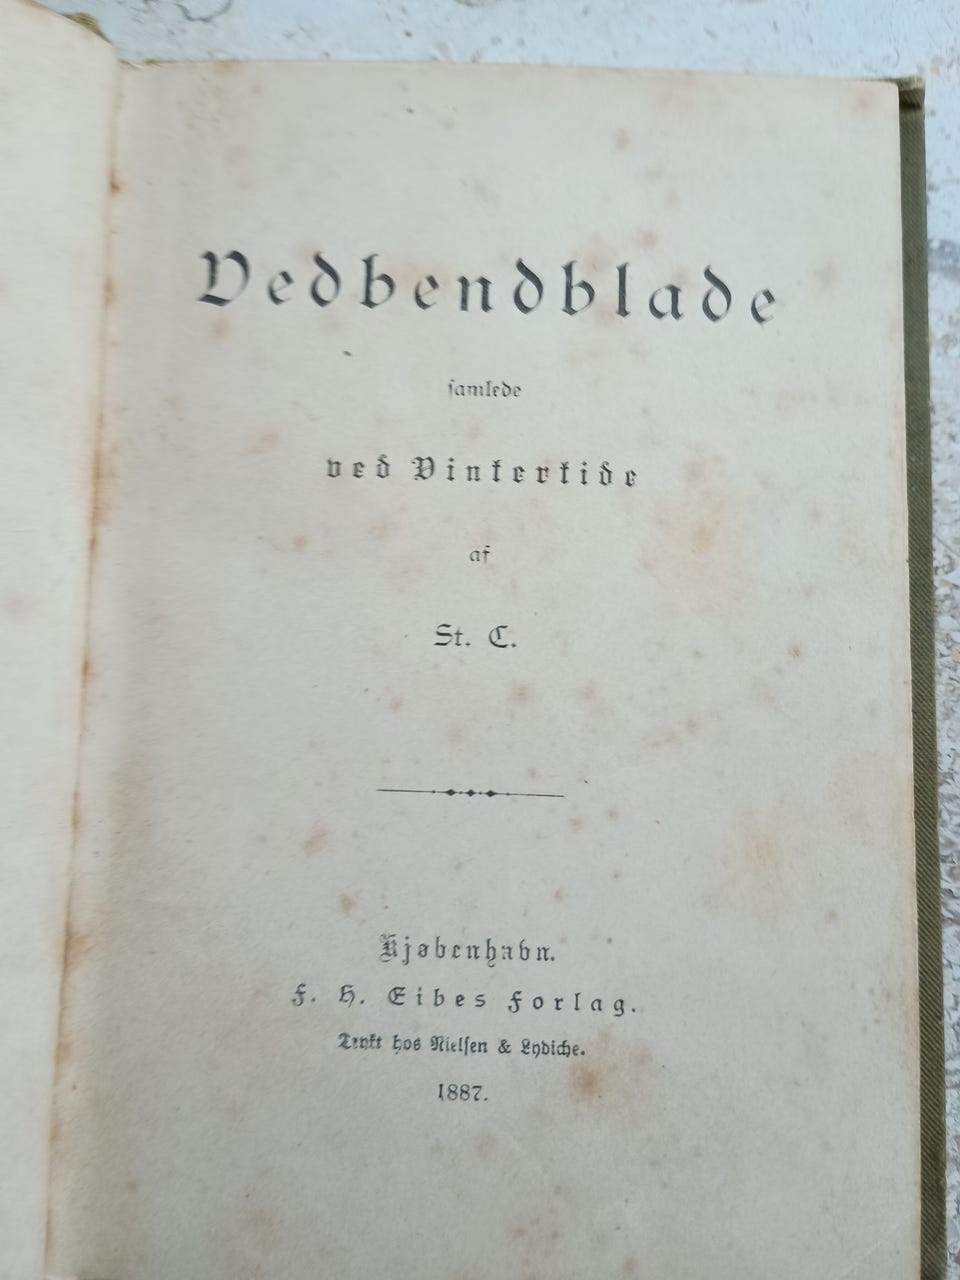 Vedbendblade
samlede
ved Vintertide
af
St. C.
Kjøbenhavn.
F. H. Eibes Forlag.
Trykt hos Nielsen & Lydiche.
1887.